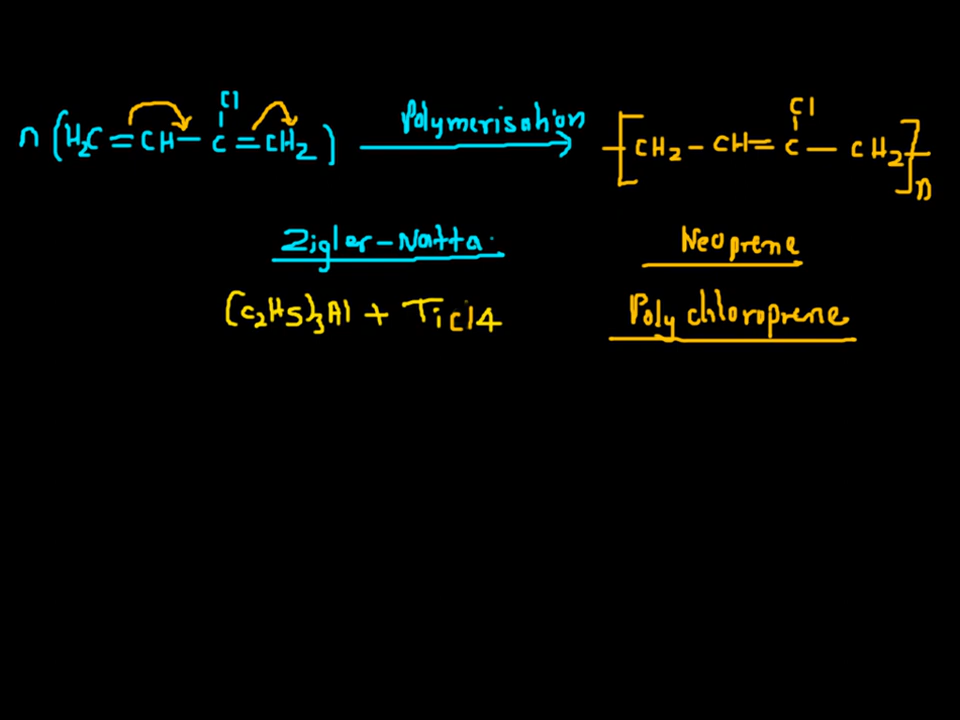 Cl
n (H2C = CH - C = CH2) Polymerisation
Cl
[CH2 - CH = C - CH2]n
Zigler-Natta
Neoprene
(C2H5)3Al + TiCl4
Poly chloroprene